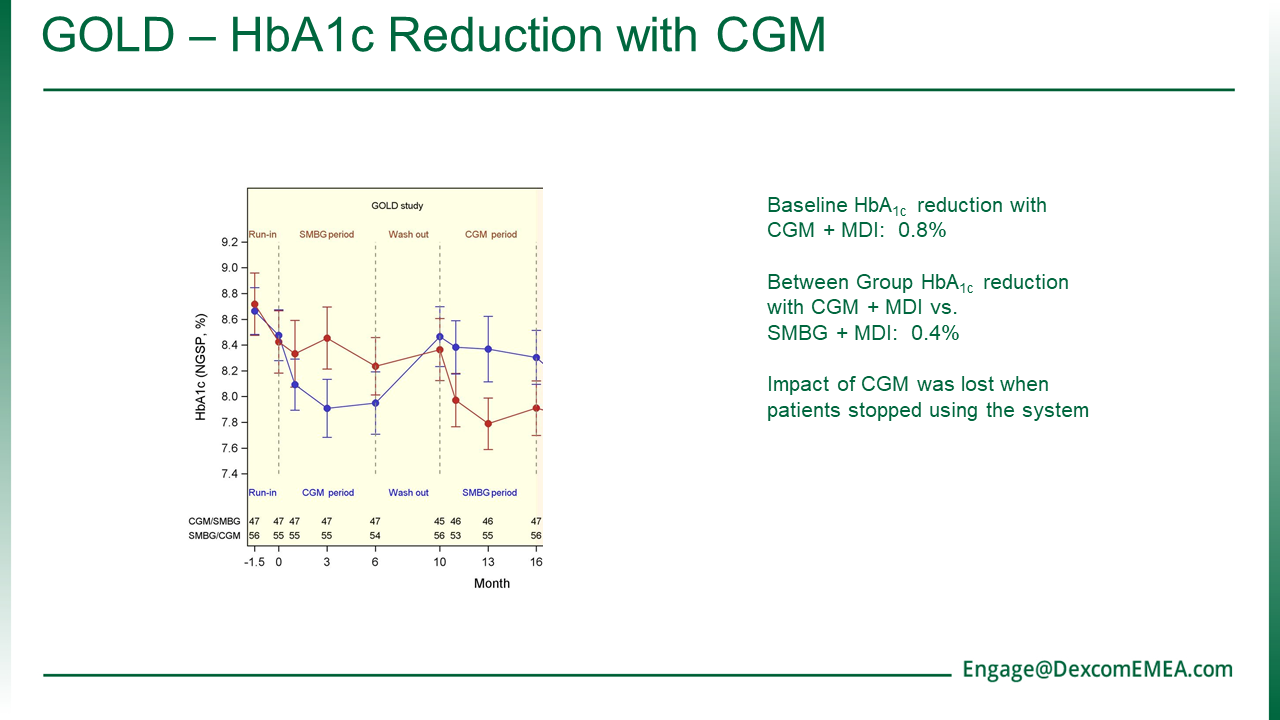 GOLD – HbA1c Reduction with CGM
GOLD study
Run-in SMBG period Wash out CGM period
9.2
9.0
8.8
8.6
8.4
8.2
8.0
7.8
7.6
7.4
HbA1c (NGSP, %)
Run-in CGM period Wash out SMBG period
CGM/SMBG 47 47 47 47 47 45 46 46 47
SMBG/CGM 56 55 55 55 54 56 53 55 56
-1.5 0 3 6 10 13 16
Month
Baseline HbA1c reduction with
CGM + MDI: 0.8%
Between Group HbA1c reduction
with CGM + MDI vs.
SMBG + MDI: 0.4%
Impact of CGM was lost when
patients stopped using the system
Engage@DexcomEMEA.com